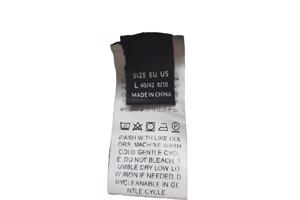 SIZE EU US
L 40/42 8/10
MADE IN CHINA
WASH WITH LIKE COL
ORS. MACHINE WASH
COLD. GENTLE CYCL
E. DO NOT BLEACH. T
UMBLE DRY LOW. WAR
M IRON IF NEEDED. D
RYCLEANABLE IN GE
NTLE CYCLE.